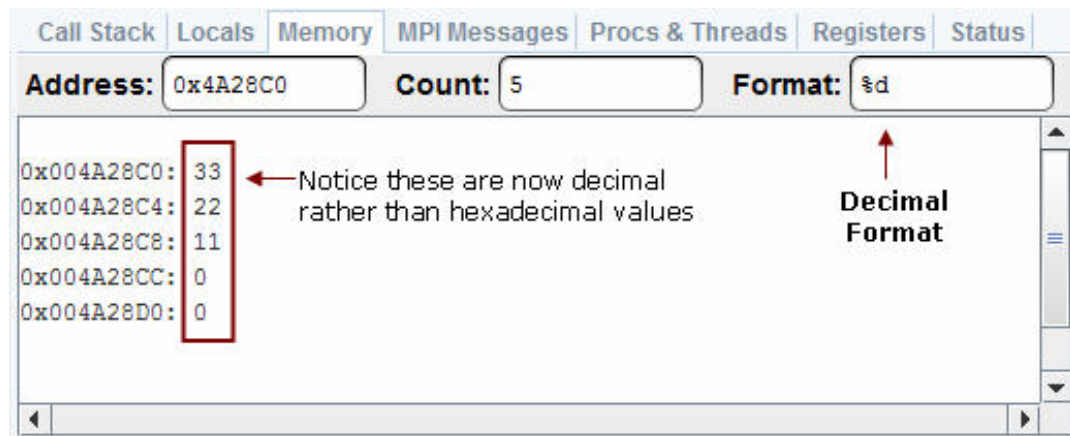 Call Stack Locals Memory MPI Messages Procs & Threads Registers Status
Address: 0x4A28C0 Count: 5 Format: %d
0x004A28C0: 33
0x004A28C4: 22
0x004A28C8: 11
0x004A28CC: 0
0x004A28D0: 0
Notice these are now decimal
rather than hexadecimal values
Decimal
Format